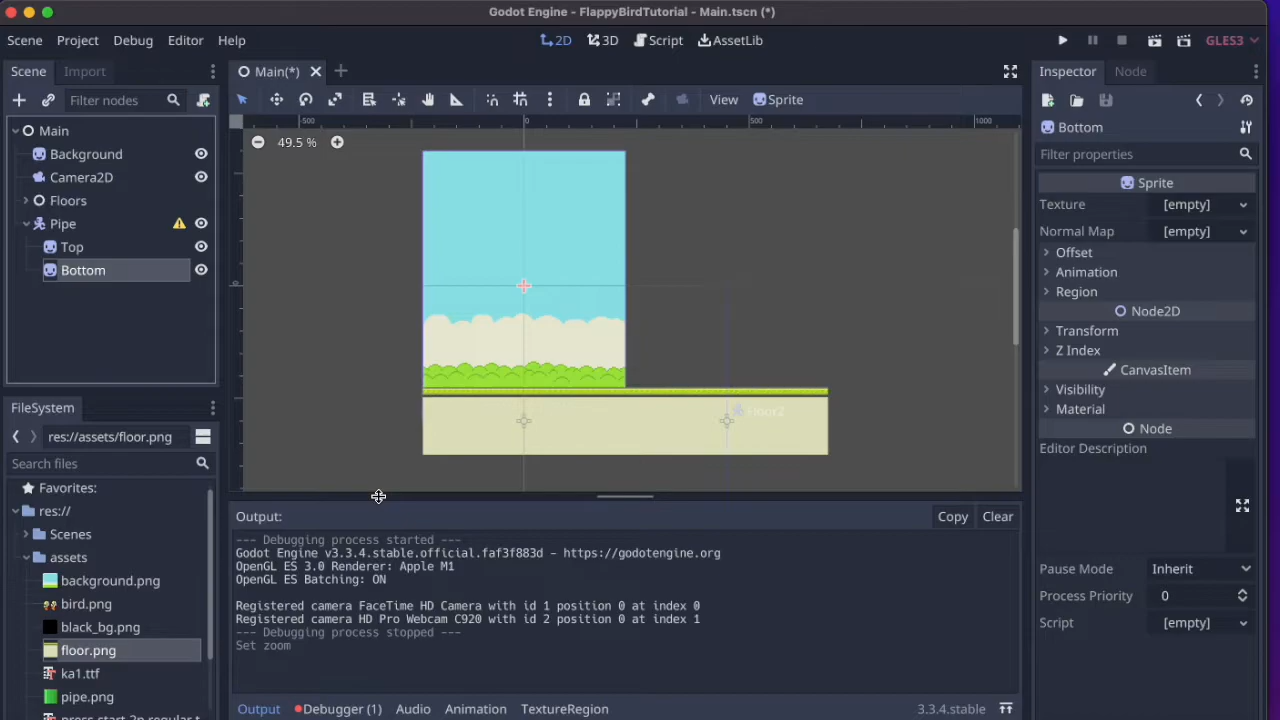 Godot Engine - FlappyBirdTutorial - Main.tscn (*)
Scene Project Debug Editor Help
2D 3D Script AssetLib
GLES3
Scene Import
Filter nodes
Main
Background
Camera2D
Floors
Pipe
Top
Bottom
FileSystem
res://assets/floor.png
Search files
Favorites:
res://
Scenes
assets
background.png
bird.png
black_bg.png
floor.png
ka1.ttf
pipe.png
Main(*)
View Sprite
500 0 500 1000
0
49.5 %
Output:
Copy Clear
--- Debugging process started ---
Godot Engine v3.3.4.stable.official.faf3f883d - https://godotengine.org
OpenGL ES 3.0 Renderer: Apple M1
OpenGL ES Batching: ON
Registered camera FaceTime HD Camera with id 1 position 0 at index 0
Registered camera HD Pro Webcam C920 with id 2 position 0 at index 1
--- Debugging process stopped ---
Set zoom
Output Debugger (1) Audio Animation TextureRegion 3.3.4.stable
Inspector Node
Bottom
Filter properties
Sprite
Texture [empty]
Normal Map [empty]
Offset
Animation
Region
Node2D
Transform
Z Index
CanvasItem
Visibility
Material
Node
Editor Description
Pause Mode Inherit
Process Priority 0
Script [empty]